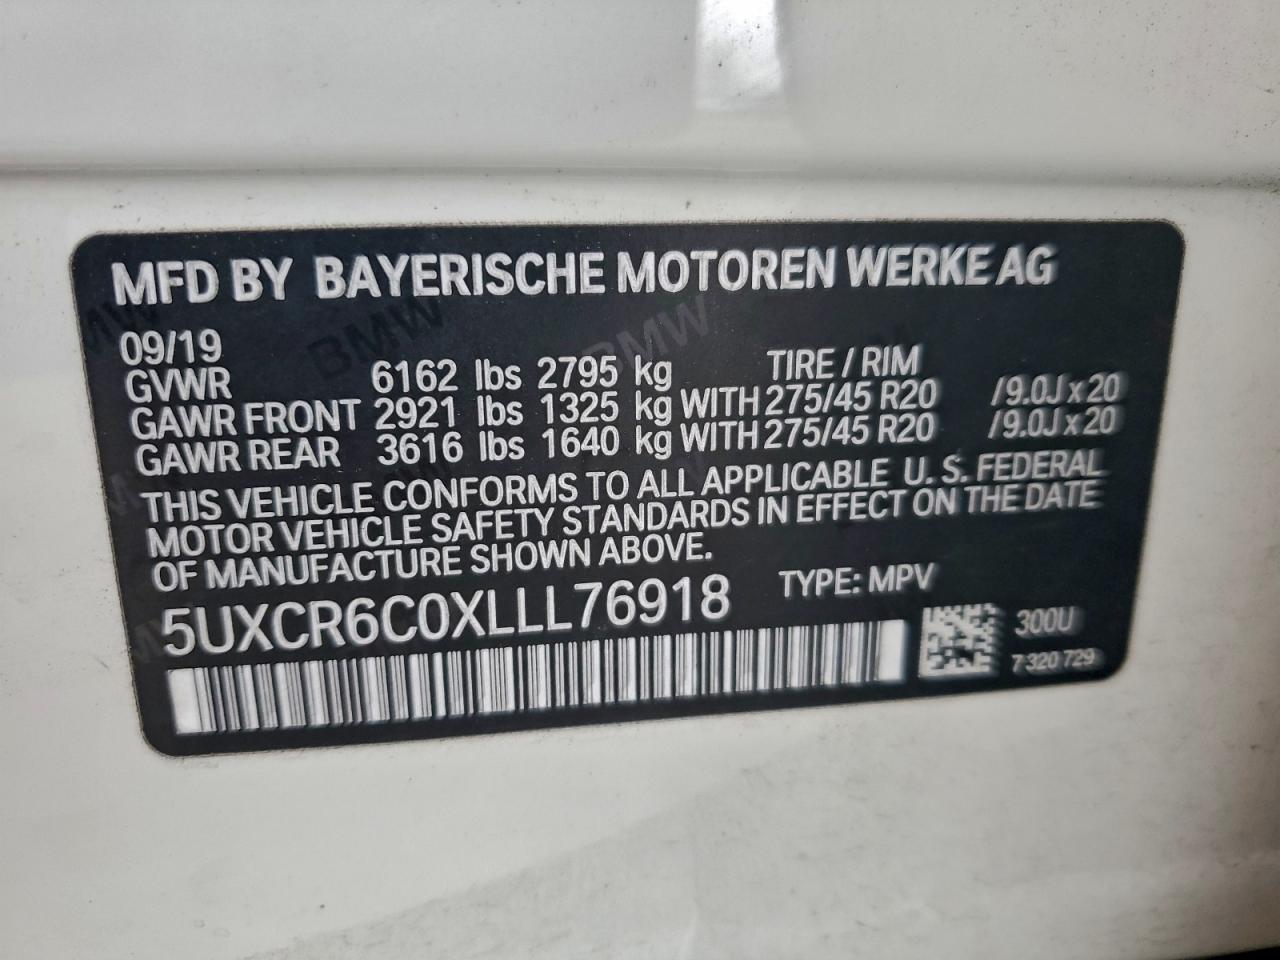 MFD BY BAYERISCHE MOTOREN WERKE AG
09/19
GVWR 6162 lbs 2795 kg TIRE / RIM
GAWR FRONT 2921 lbs 1325 kg WITH 275/45 R20 /9.0J x 20
GAWR REAR 3616 lbs 1640 kg WITH 275/45 R20 /9.0J x 20
THIS VEHICLE CONFORMS TO ALL APPLICABLE U. S. FEDERAL
MOTOR VEHICLE SAFETY STANDARDS IN EFFECT ON THE DATE
OF MANUFACTURE SHOWN ABOVE.
5UXCR6C0XLLL76918 TYPE: MPV
300U
7 320 729
BMW
BMW